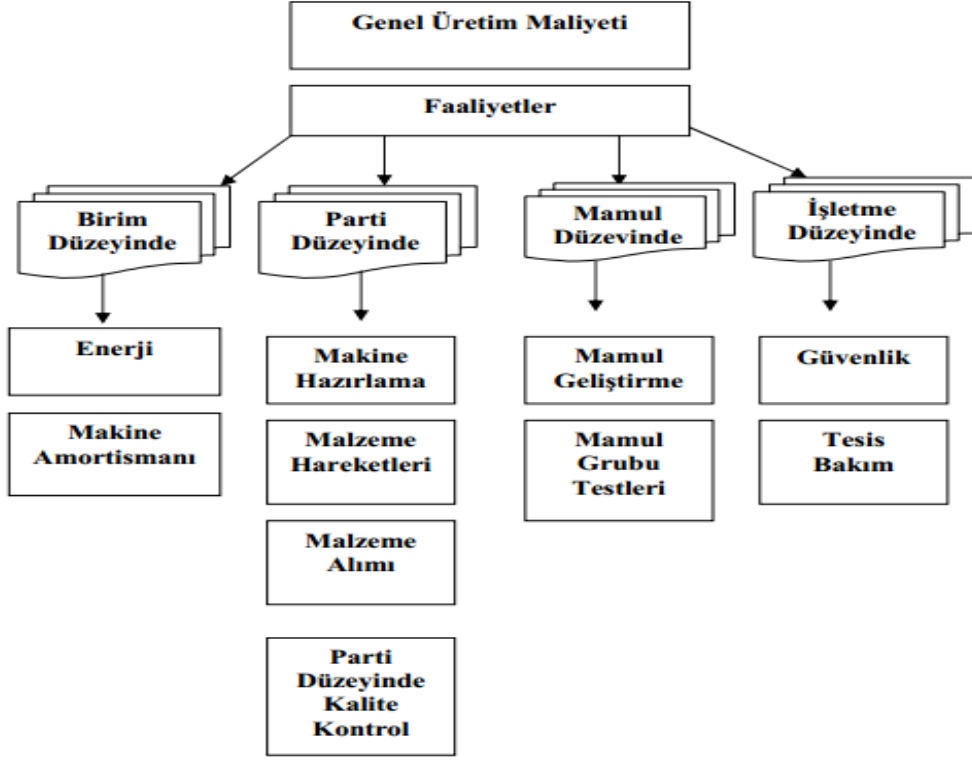 Genel Üretim Maliyeti
Faaliyetler
Birim
Düzeyinde
Parti
Düzeyinde
Mamul
Düzevinde
İşletme
Düzeyinde
Enerji
Makine
Amortismanı
Makine
Hazırlama
Malzeme
Hareketleri
Malzeme
Alımı
Parti
Düzeyinde
Kalite
Kontrol
Mamul
Geliştirme
Mamul
Grubu
Testleri
Güvenlik
Tesis
Bakım